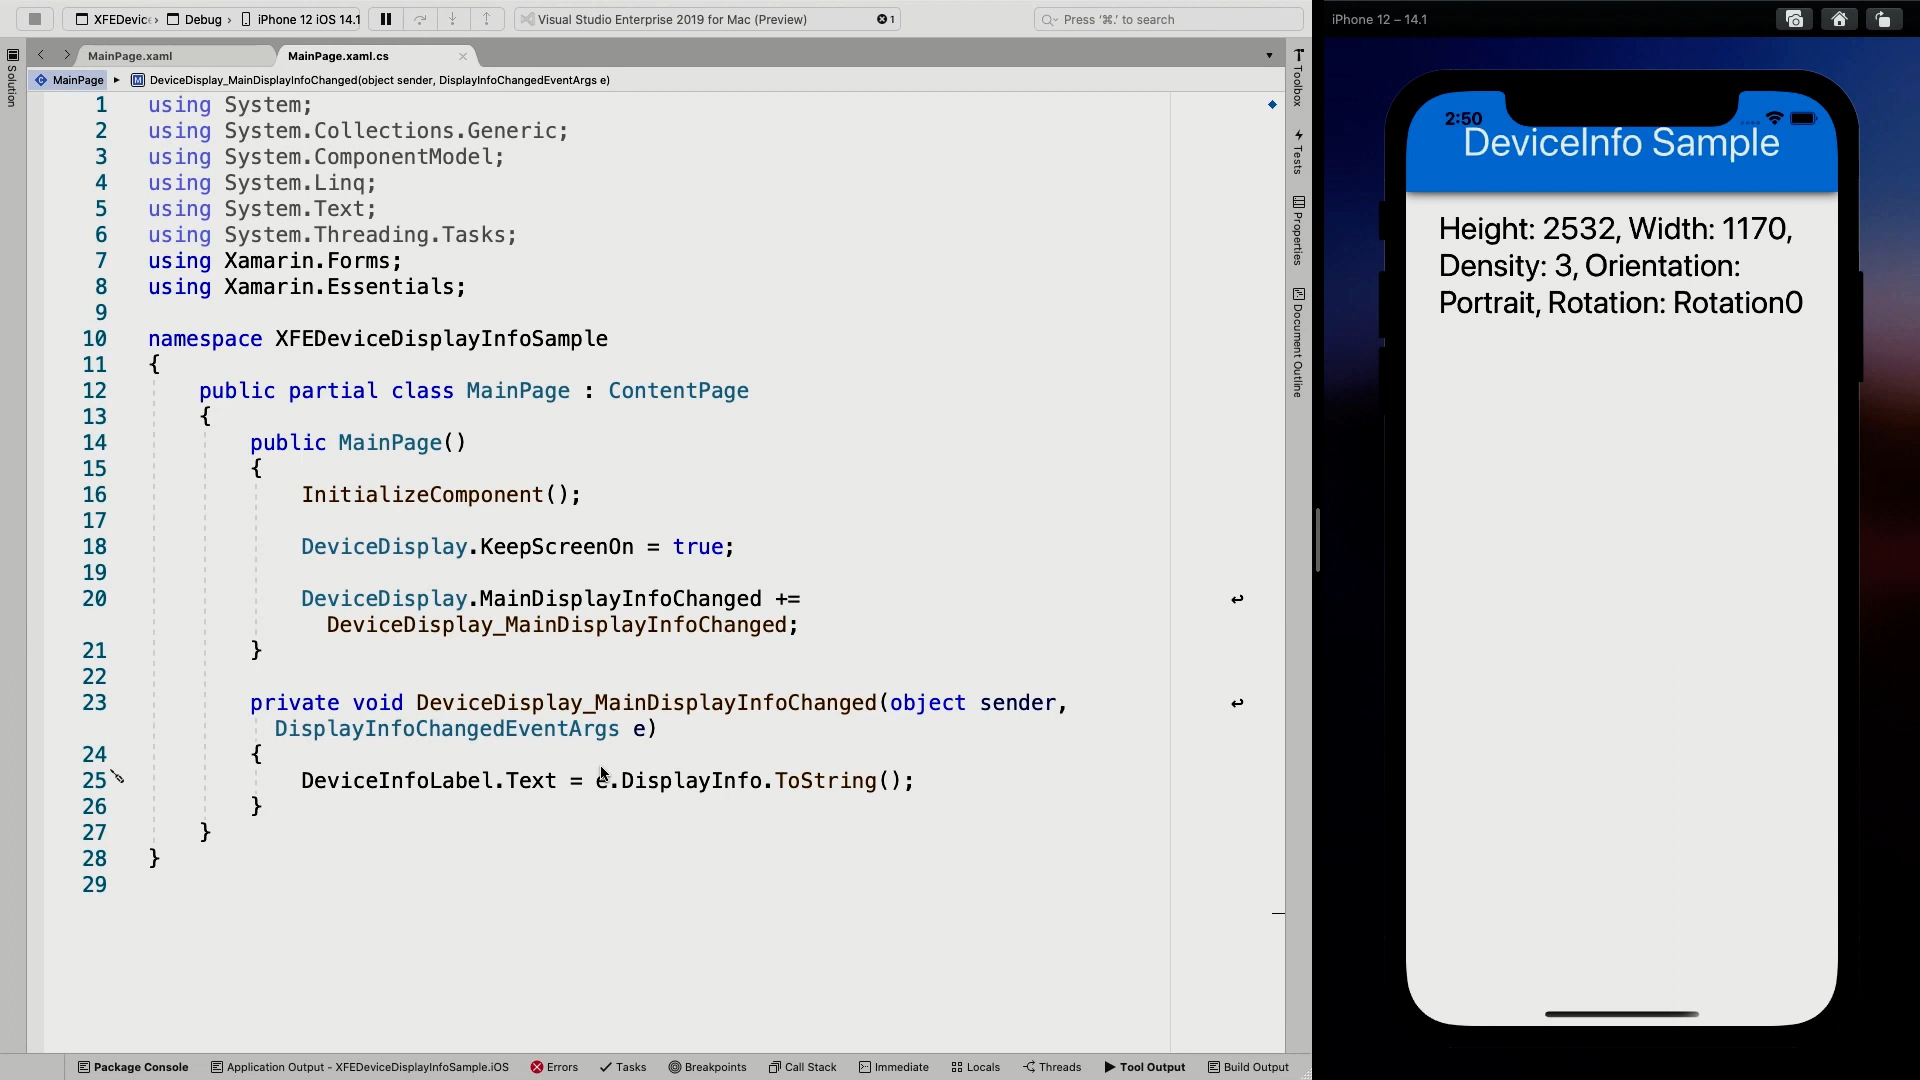 XFEDevice
Debug
iPhone 12 iOS 14.1
Visual Studio Enterprise 2019 for Mac (Preview)
1
Press '⌘.' to search
iPhone 12 – 14.1
Solution
MainPage.xaml
MainPage.xaml.cs
MainPage
DeviceDisplay_MainDisplayInfoChanged(object sender, DisplayInfoChangedEventArgs e)
1 using System;
2 using System.Collections.Generic;
3 using System.ComponentModel;
4 using System.Linq;
5 using System.Text;
6 using System.Threading.Tasks;
7 using Xamarin.Forms;
8 using Xamarin.Essentials;
9
10 namespace XFEDeviceDisplayInfoSample
11 {
12 public partial class MainPage : ContentPage
13 {
14 public MainPage()
15 {
16 InitializeComponent();
17
18 DeviceDisplay.KeepScreenOn = true;
19
20 DeviceDisplay.MainDisplayInfoChanged +=
DeviceDisplay_MainDisplayInfoChanged;
21 }
22
23 private void DeviceDisplay_MainDisplayInfoChanged(object sender,
DisplayInfoChangedEventArgs e)
24 {
25 DeviceInfoLabel.Text = e.DisplayInfo.ToString();
26 }
27 }
28 }
29
Toolbox
Tests
Properties
Document Outline
2:50
DeviceInfo Sample
Height: 2532, Width: 1170,
Density: 3, Orientation:
Portrait, Rotation: Rotation0
Package Console
Application Output - XFEDeviceDisplayInfoSample.iOS
Errors
Tasks
Breakpoints
Call Stack
Immediate
Locals
Threads
Tool Output
Build Output